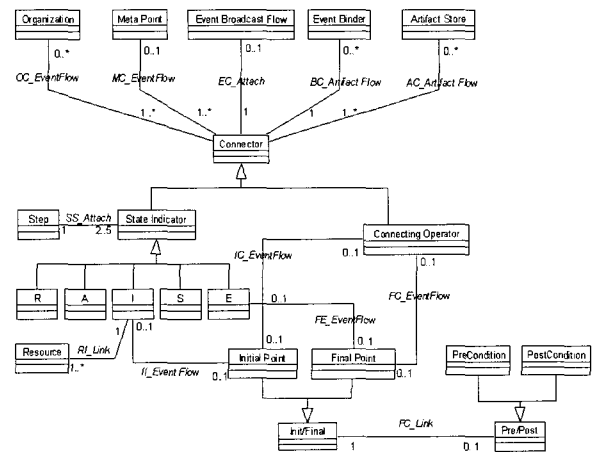 Organization Meta Point Event Broadcast Flow Event Binder Artifact Store
0..* 0..1 0..1 0..* 0..*
OC_EventFlow MC_EventFlow EC_Attach BC_Artifact Flow AC_Artifact Flow
1..* 1..* 1 1 1..*
Connector
Step SS_Attach State Indicator Connecting Operator
1 2..5
IC_EventFlow 0..1 0..1
FC_EventFlow
R A I S E
0..1 0..1
1
FE_EventFlow
Resource RI_Link 0..1
1..* II_Event Flow Initial Point Final Point PreCondition PostCondition
0..1 0..1
Init/Final FC_Link Pre/Post
1 0..1